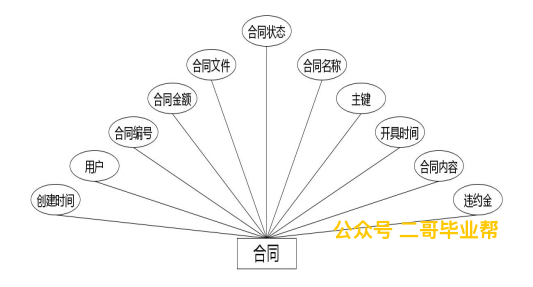 合同状态
合同文件
合同名称
合同金额
主键
合同编号
开具时间
用户
合同内容
创建时间
违约金
公众号 二哥毕业帮
合同